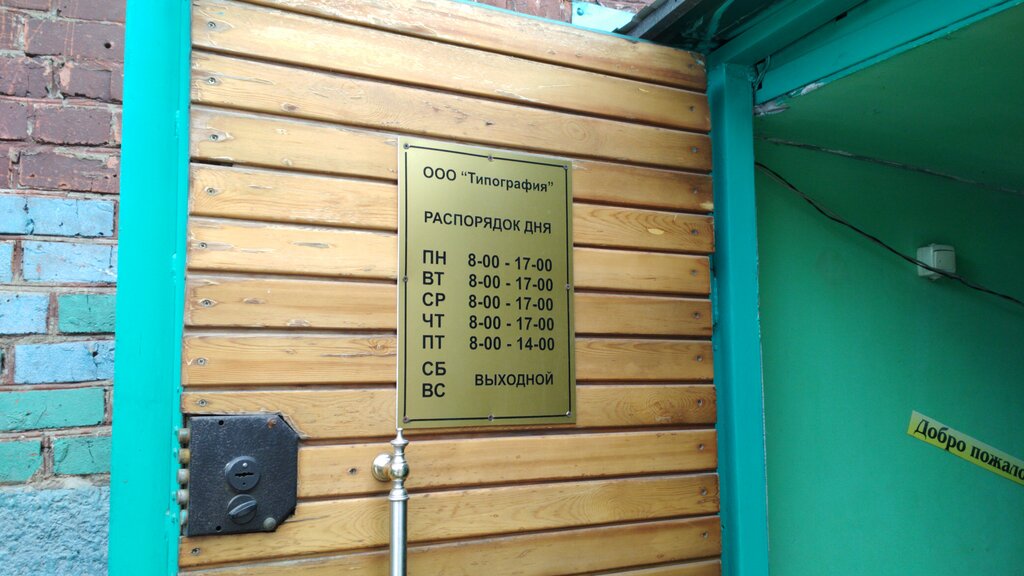 ООО "Типография"
РАСПОРЯДОК ДНЯ
ПН 8-00 - 17-00
ВТ 8-00 - 17-00
СР 8-00 - 17-00
ЧТ 8-00 - 17-00
ПТ 8-00 - 14-00
СБ
ВС ВЫХОДНОЙ
Добро пожало